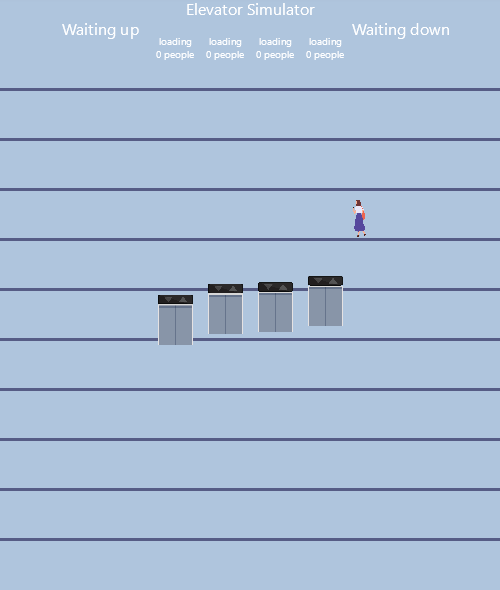 Elevator Simulator
Waiting up
Waiting down
loading loading loading loading
0 people 0 people 0 people 0 people